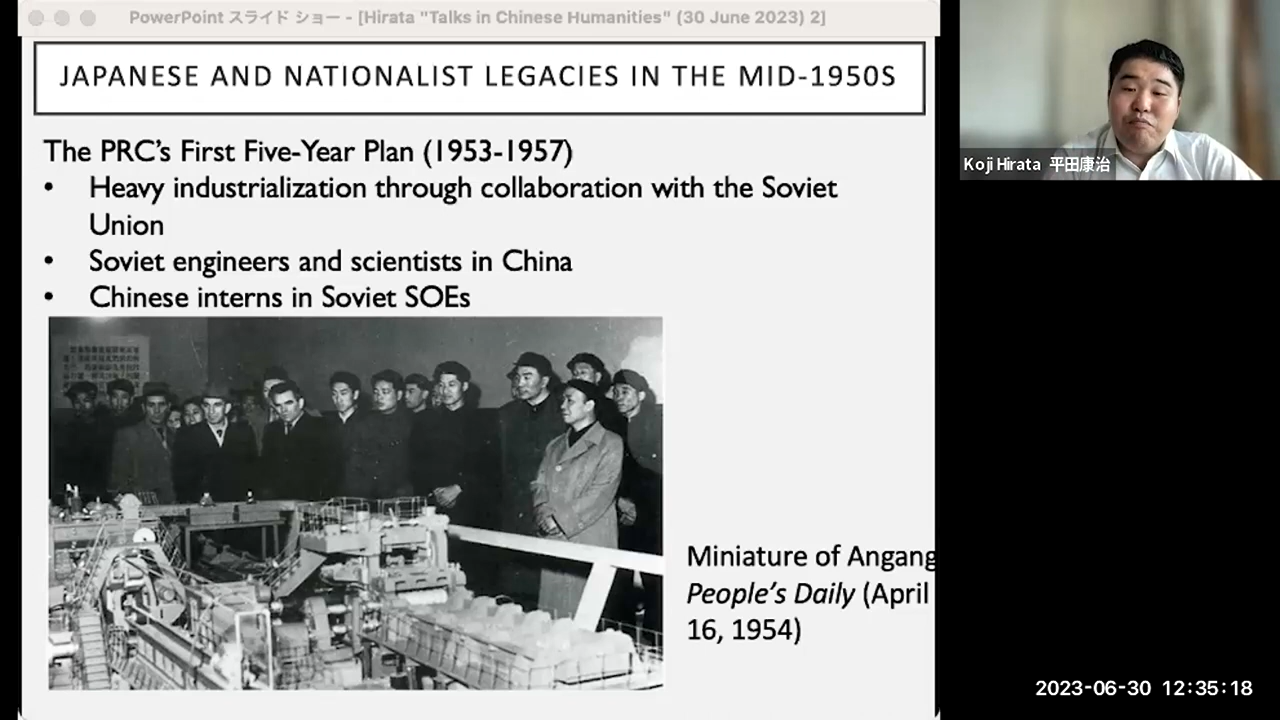 PowerPoint スライド ショー - [Hirata "Talks in Chinese Humanities" (30 June 2023) 2]
JAPANESE AND NATIONALIST LEGACIES IN THE MID-1950S
The PRC's First Five-Year Plan (1953-1957)
• Heavy industrialization through collaboration with the Soviet
Union
• Soviet engineers and scientists in China
• Chinese interns in Soviet SOEs
Miniature of Angang
People's Daily (April
16, 1954)
Koji Hirata 平田康治
2023-06-30 12:35:18